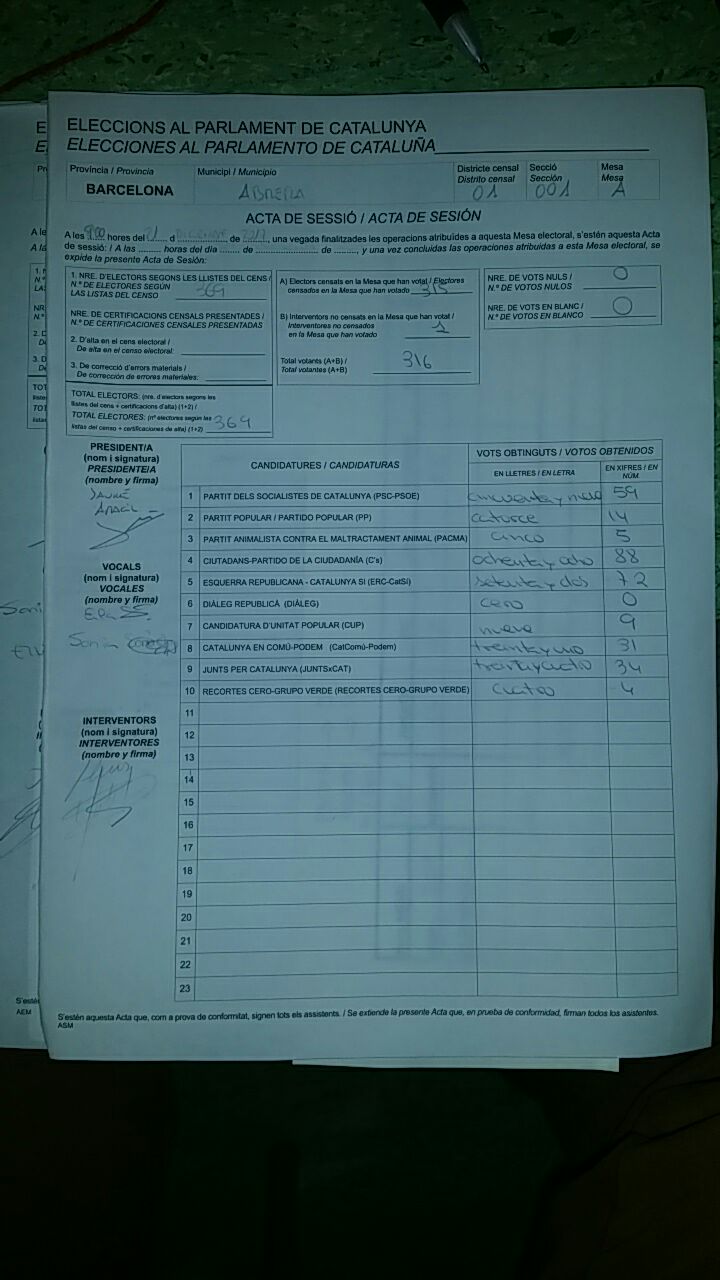 ELECCIONS AL PARLAMENT DE CATALUNYA
ELECCIONES AL PARLAMENTO DE CATALUÑA
Província / Provincia
BARCELONA
Municipi / Municipio
ABRERA
Districte censal
Distrito censal
01
Secció
Sección
001
Mesa
Mesa
A
ACTA DE SESSIÓ / ACTA DE SESIÓN
A les 9:00 hores del 21 d de, una vegada finalitzades les operacions atribuïdes a aquesta Mesa electoral, s'estén aquesta Acta
de sessió: / A las ........ horas del día ....... de ........................ de .........., y una vez concluidas las operaciones atribuidas a esta Mesa electoral, se
expide la presente Acta de Sesión:
1. NRE. D'ELECTORS SEGONS LES LLISTES DEL CENS /
N.º DE ELECTORES SEGÚN
LAS LISTAS DEL CENSO 369
NRE. DE CERTIFICACIONS CENSALS PRESENTADES /
N.º DE CERTIFICACIONES CENSALES PRESENTADAS
2. D'alta en el cens electoral /
De alta en el censo electoral:
3. De correcció d'errors materials /
De corrección de errores materiales:
TOTAL ELECTORS: (nre. d'electors segons les
llistes del cens + certificacions d'alta) (1+2) /
TOTAL ELECTORES: (nº electores según las
listas del censo + certificaciones de alta) (1+2) 369
A) Electors censats en la Mesa que han votat / Electores
censados en la Mesa que han votado 315
B) Interventors no censats en la Mesa que han votat /
Interventores no censados
en la Mesa que han votado 1
Total votants (A+B) /
Total votantes (A+B) 316
NRE. DE VOTS NULS /
N.º DE VOTOS NULOS 0
NRE. DE VOTS EN BLANC /
N.º DE VOTOS EN BLANCO 0
PRESIDENT/A
(nom i signatura)
PRESIDENTE/A
(nombre y firma)
JAUME
VOCALS
(nom i signatura)
VOCALES
(nombre y firma)
Sonia
INTERVENTORS
(nom i signatura)
INTERVENTORES
(nombre y firma)
CANDIDATURES / CANDIDATURAS
VOTS OBTINGUTS / VOTOS OBTENIDOS
EN LLETRES / EN LETRA
EN XIFRES / EN NÚM.
1 PARTIT DELS SOCIALISTES DE CATALUNYA (PSC-PSOE) cincuenta y nueve 59
2 PARTIT POPULAR / PARTIDO POPULAR (PP) catorce 14
3 PARTIT ANIMALISTA CONTRA EL MALTRACTAMENT ANIMAL (PACMA) cinco 5
4 CIUTADANS-PARTIDO DE LA CIUDADANÍA (C's) ochenta y ocho 88
5 ESQUERRA REPUBLICANA - CATALUNYA SI (ERC-CatSí) setenta y dos 72
6 DIÀLEG REPUBLICÀ (DIÀLEG) cero 0
7 CANDIDATURA D'UNITAT POPULAR (CUP) nueve 9
8 CATALUNYA EN COMÚ-PODEM (CatComú-Podem) treinta y uno 31
9 JUNTS PER CATALUNYA (JUNTSxCAT) treinta y cuatro 34
10 RECORTES CERO-GRUPO VERDE (RECORTES CERO-GRUPO VERDE) cuatro 4
11
12
13
14
15
16
17
18
19
20
21
22
23
S'estén aquesta Acta que, com a prova de conformitat, signen tots els assistents. / Se extiende la presente Acta que, en prueba de conformidad, firman todos los asistentes.
ASM